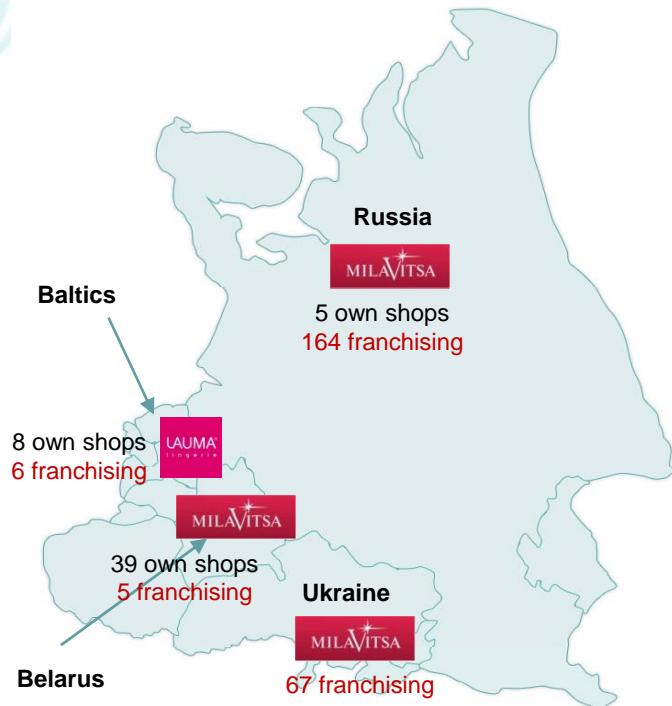 Russia
MILAVITSA
5 own shops
164 franchising
Baltics
LAUMA
lingerie
8 own shops
6 franchising
MILAVITSA
39 own shops
5 franchising
Belarus
Ukraine
MILAVITSA
67 franchising